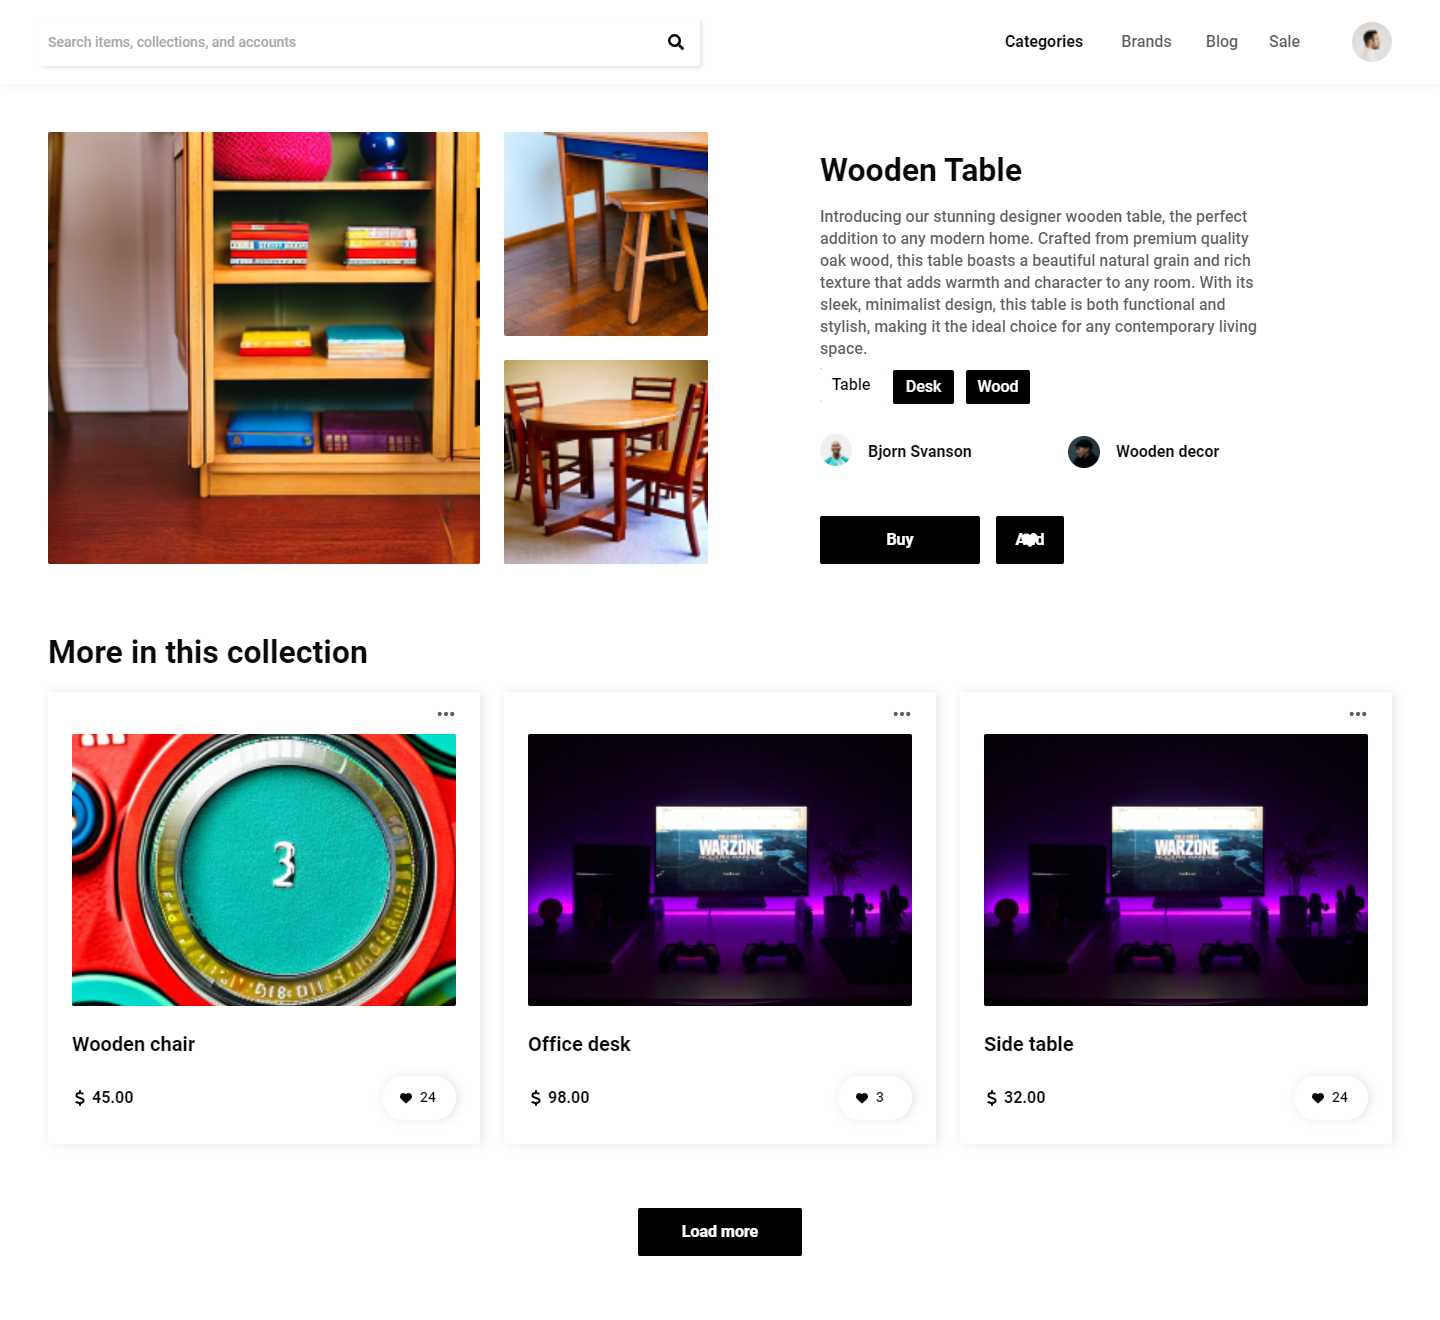 Search items, collections, and accounts
Categories
Brands
Blog
Sale
Wooden Table
Introducing our stunning designer wooden table, the perfect
addition to any modern home. Crafted from premium quality
oak wood, this table boasts a beautiful natural grain and rich
texture that adds warmth and character to any room. With its
sleek, minimalist design, this table is both functional and
stylish, making it the ideal choice for any contemporary living
space.
Table
Desk
Wood
Bjorn Svanson
Wooden decor
Buy
Add
More in this collection
3
WARZONE
WARZONE
Wooden chair
Office desk
Side table
$ 45.00
24
$ 98.00
3
$ 32.00
24
Load more